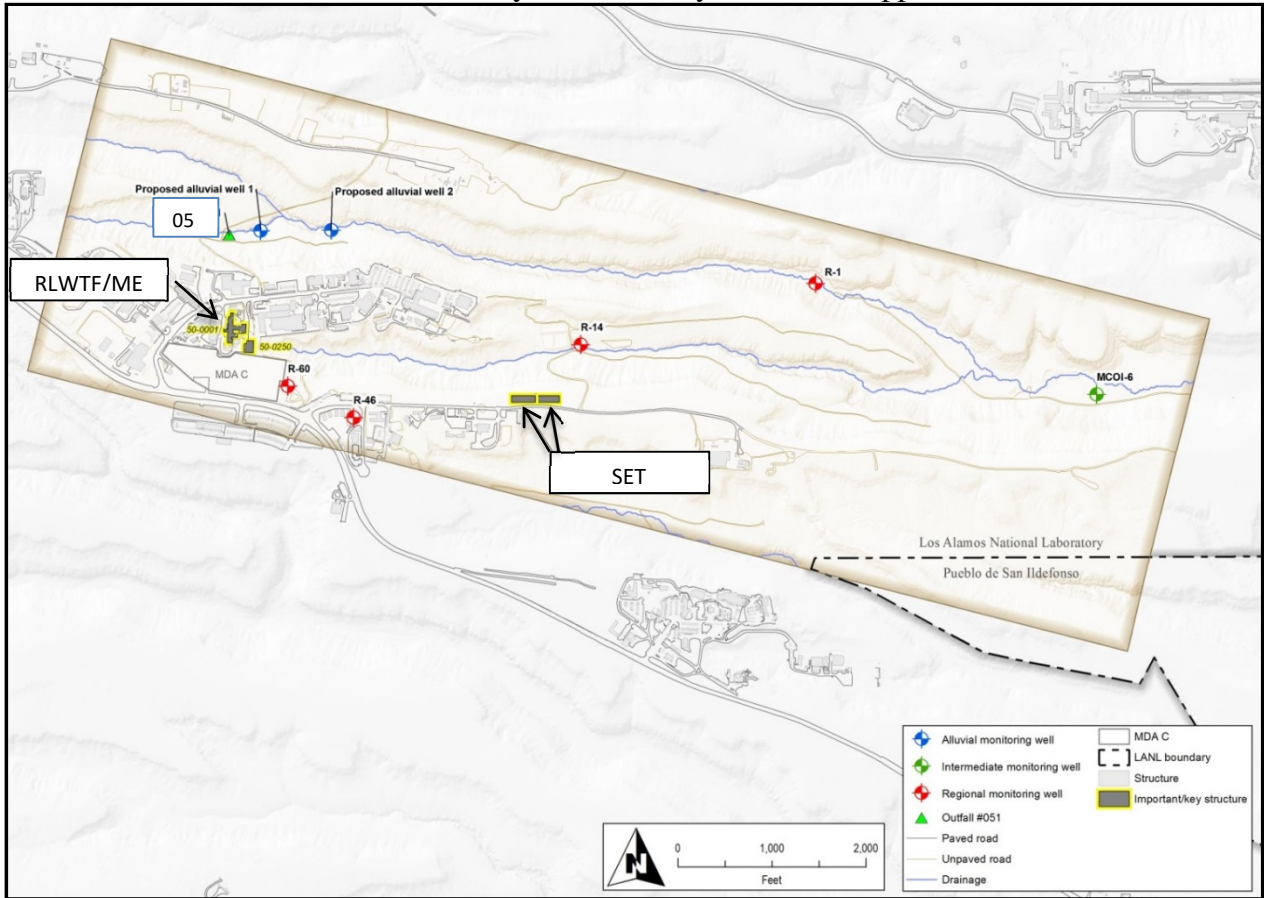 Proposed alluvial well 1
Proposed alluvial well 2
05
RLWTF/ME
R-1
R-14
50-0001
50-0250
MDA C
R-60
MCOI-6
R-46
SET
Los Alamos National Laboratory
Pueblo de San Ildefonso
Alluvial monitoring well
Intermediate monitoring well
Regional monitoring well
Outfall #051
Paved road
Unpaved road
Drainage
MDA C
LANL boundary
Structure
Important/key structure
N
0 1,000 2,000
Feet